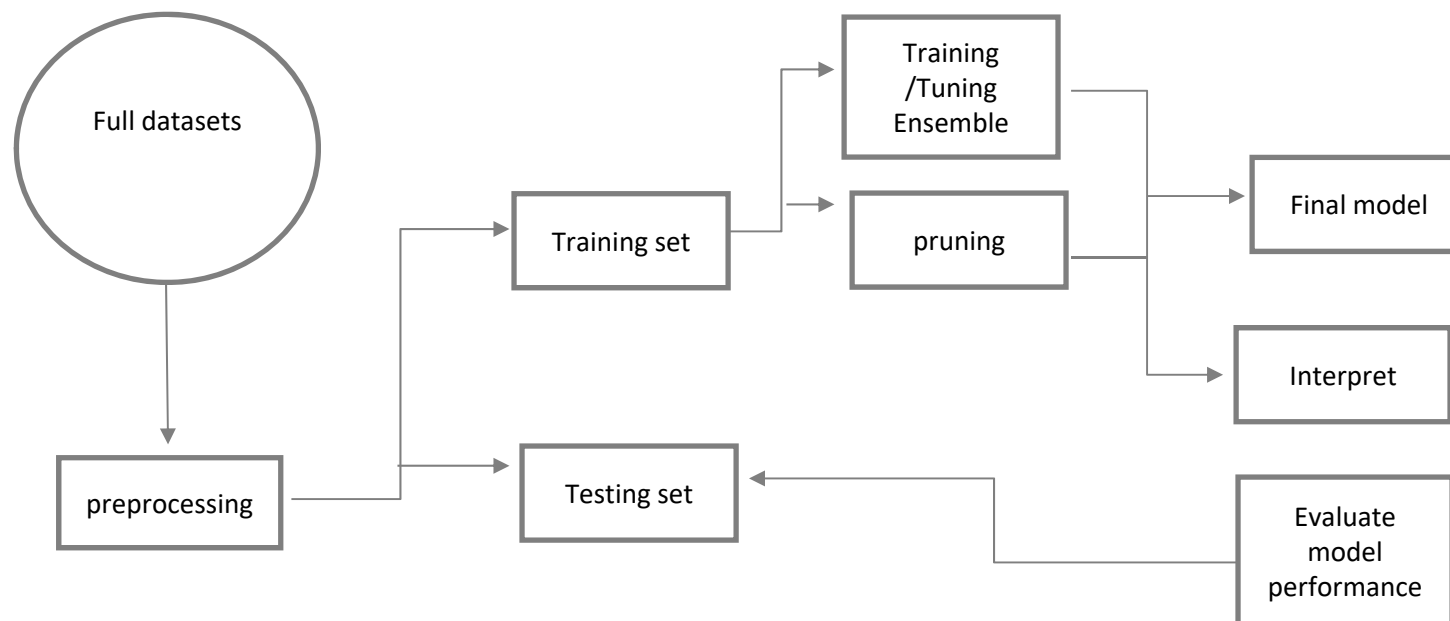 Full datasets
preprocessing
Training set
Testing set
Training
/Tuning
Ensemble
pruning
Final model
Interpret
Evaluate
model
performance